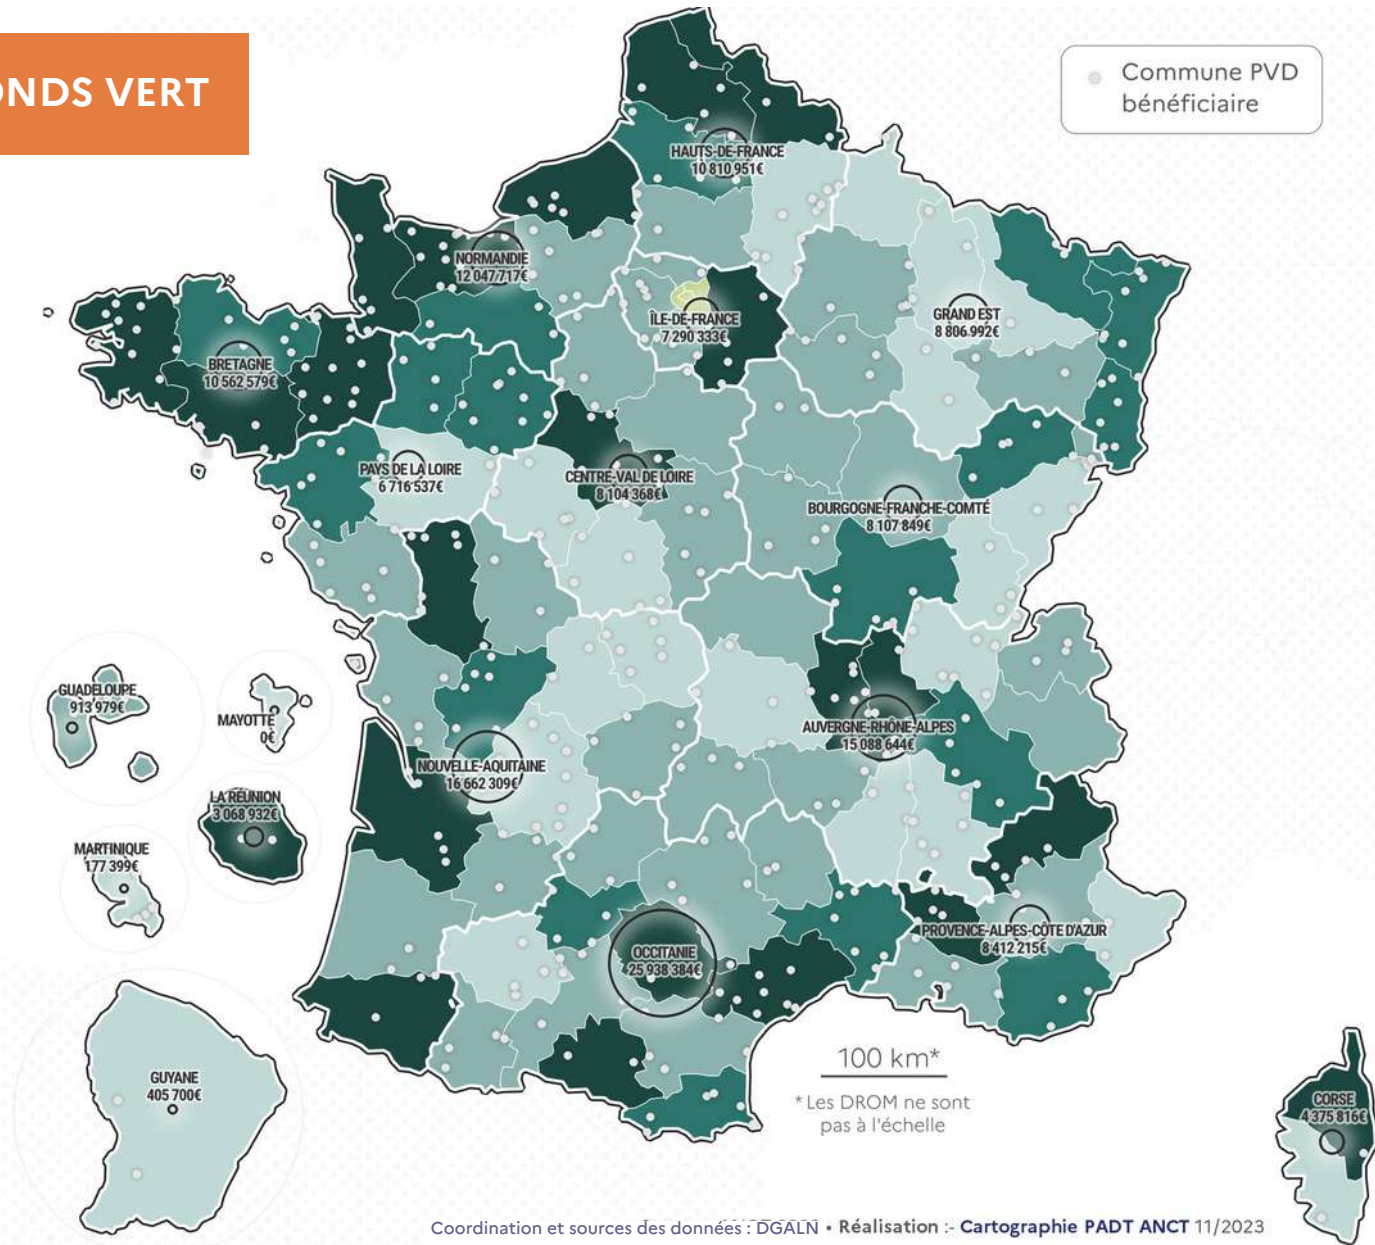 ONDS VERT
Commune PVD
bénéficiaire
HAUTS-DE-FRANCE
10 810 951€
NORMANDIE
12 047 717€
ÎLE-DE-FRANCE
7 290 333€
GRAND EST
8 806 992€
BRETAGNE
10 562 579€
PAYS DE LA LOIRE
6 716 537€
CENTRE-VAL DE LOIRE
8 104 368€
BOURGOGNE-FRANCHE-COMTÉ
8 107 849€
GUADELOUPE
913 979€
MAYOTTE
0€
AUVERGNE-RHÔNE-ALPES
15 088 644€
NOUVELLE-AQUITAINE
16 662 309€
LA RÉUNION
3 068 932€
MARTINIQUE
177 399€
PROVENCE-ALPES-CÔTE D'AZUR
8 412 215€
OCCITANIE
25 938 384€
GUYANE
405 700€
100 km*
*Les DROM ne sont
pas à l'échelle
CORSE
4 375 816€
Coordination et sources des données : DGALN • Réalisation :- Cartographie PADT ANCT 11/2023